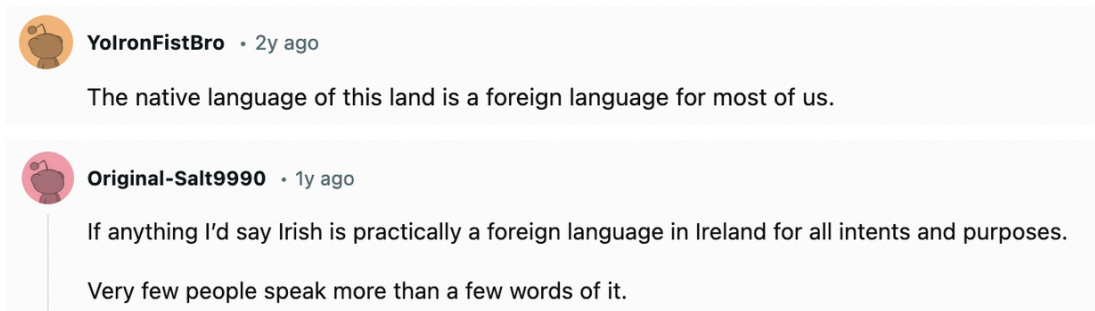 YoIronFistBro • 2y ago
The native language of this land is a foreign language for most of us.
Original-Salt9990 • 1y ago
If anything I’d say Irish is practically a foreign language in Ireland for all intents and purposes.
Very few people speak more than a few words of it.